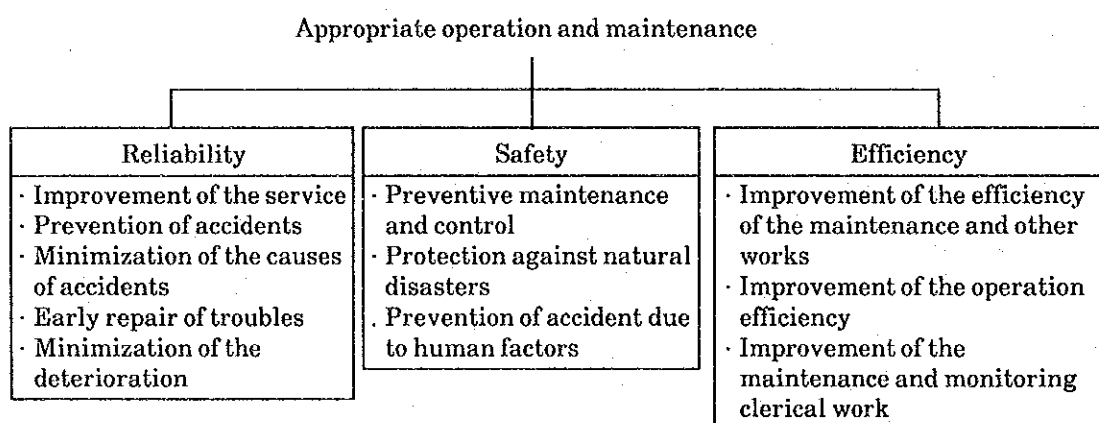 Appropriate operation and maintenance
Reliability
· Improvement of the service
· Prevention of accidents
· Minimization of the causes
of accidents
· Early repair of troubles
· Minimization of the
deterioration
Safety
· Preventive maintenance
and control
· Protection against natural
disasters
. Prevention of accident due
to human factors
Efficiency
· Improvement of the efficiency
of the maintenance and other
works
· Improvement of the operation
efficiency
· Improvement of the
maintenance and monitoring
clerical work